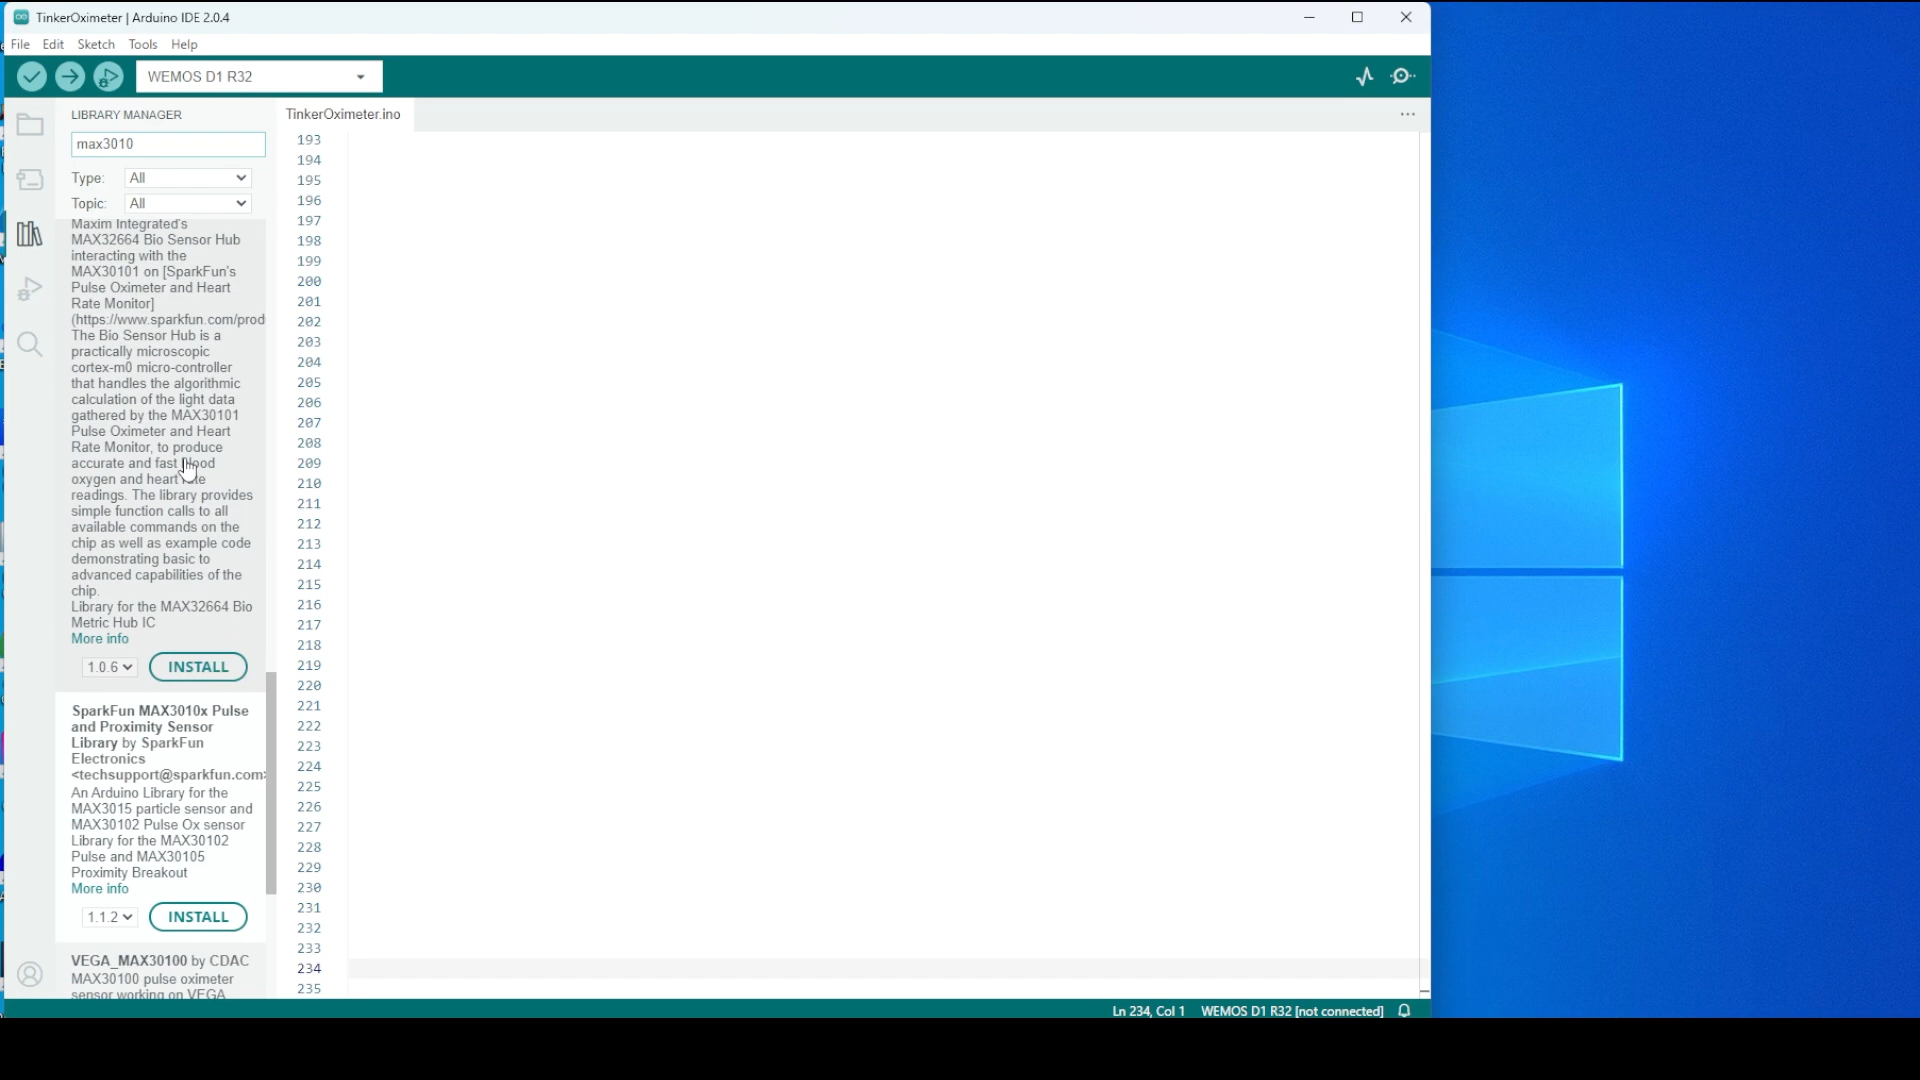 TinkerOximeter | Arduino IDE 2.0.4
File Edit Sketch Tools Help
WEMOS D1 R32
LIBRARY MANAGER
TinkerOximeter.ino
max3010
Type: All
Topic: All
Maxim Integrated's
MAX32664 Bio Sensor Hub
interacting with the
MAX30101 on [SparkFun's
Pulse Oximeter and Heart
Rate Monitor]
(https://www.sparkfun.com/prod
The Bio Sensor Hub is a
practically microscopic
cortex-m0 micro-controller
that handles the algorithmic
calculation of the light data
gathered by the MAX30101
Pulse Oximeter and Heart
Rate Monitor, to produce
accurate and fast blood
oxygen and heart rate
readings. The library provides
simple function calls to all
available commands on the
chip as well as example code
demonstrating basic to
advanced capabilities of the
chip.
Library for the MAX32664 Bio
Metric Hub IC
More info
1.0.6 INSTALL
SparkFun MAX3010x Pulse
and Proximity Sensor
Library by SparkFun
Electronics
<techsupport@sparkfun.com>
An Arduino Library for the
MAX3015 particle sensor and
MAX30102 Pulse Ox sensor
Library for the MAX30102
Pulse and MAX30105
Proximity Breakout
More info
1.1.2 INSTALL
VEGA_MAX30100 by CDAC
MAX30100 pulse oximeter
sensor working on VEGA
193
194
195
196
197
198
199
200
201
202
203
204
205
206
207
208
209
210
211
212
213
214
215
216
217
218
219
220
221
222
223
224
225
226
227
228
229
230
231
232
233
234
235
Ln 234, Col 1 WEMOS D1 R32 [not connected]